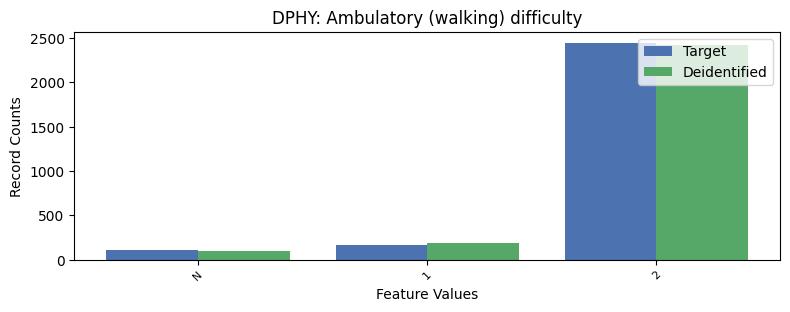 DPHY: Ambulatory (walking) difficulty
Record Counts
2500
2000
1500
1000
500
0
Target
Deidentified
N
1
2
Feature Values